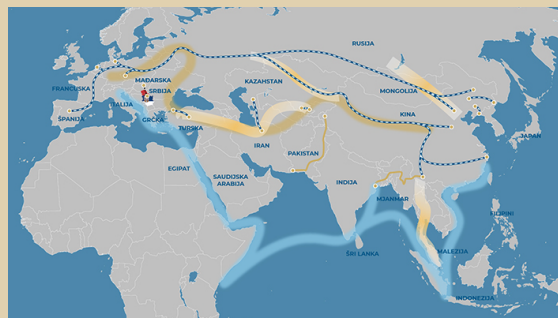 RUSIJA
FRANCUSKA
MAĐARSKA
SRBIJA
KAZAHSTAN
MONGOLIJA
ŠPANIJA
ITALIJA
GRČKA
TURSKA
KINA
JAPAN
IRAN
PAKISTAN
EGIPAT
SAUDIJSKA
ARABIJA
INDIJA
MJANMAR
FILIPINI
ŠRI LANKA
MALEZIJA
INDONEZIJA